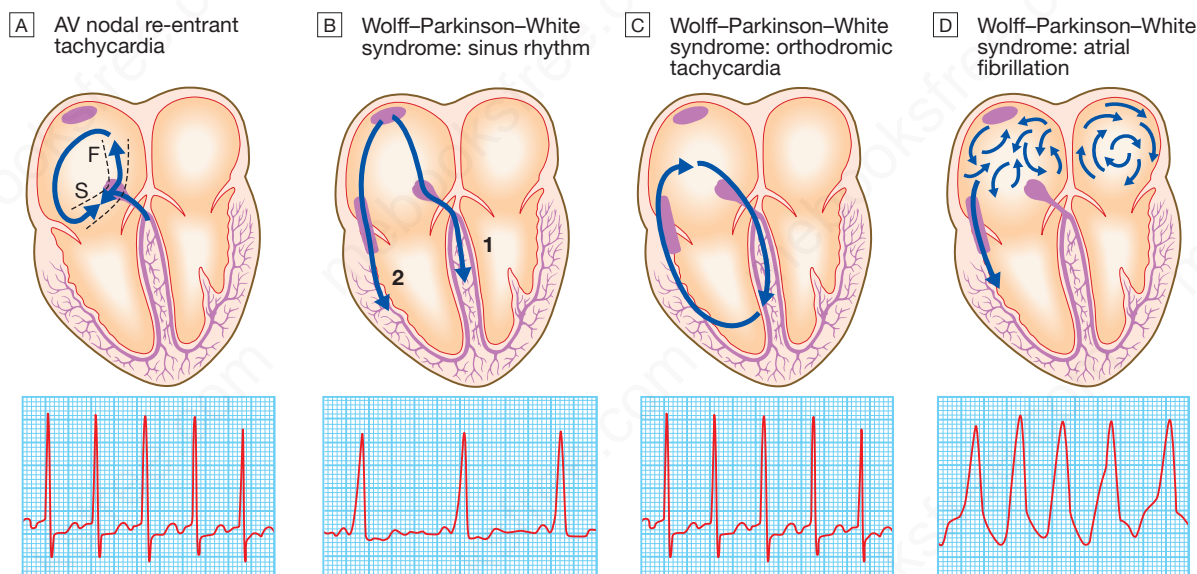 A
AV nodal re-entrant
tachycardia
B
Wolff–Parkinson–White
syndrome: sinus rhythm
C
Wolff–Parkinson–White
syndrome: orthodromic
tachycardia
D
Wolff–Parkinson–White
syndrome: atrial
fibrillation
F
S
1
2